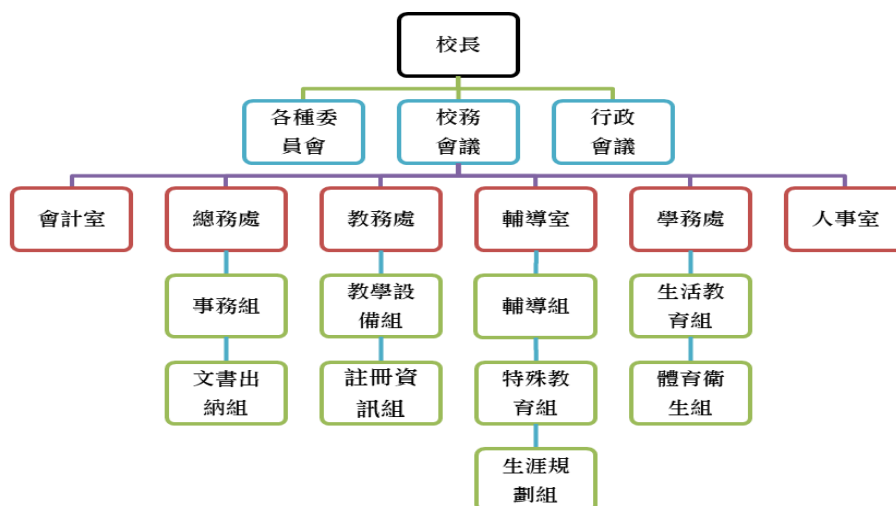 校長
各種委
員會
校務
會議
行政
會議
會計室
總務處
教務處
輔導室
學務處
人事室
事務組
教學設
備組
輔導組
生活教
育組
文書出
納組
註冊資
訊組
特殊教
育組
體育衛
生組
生涯規
劃組